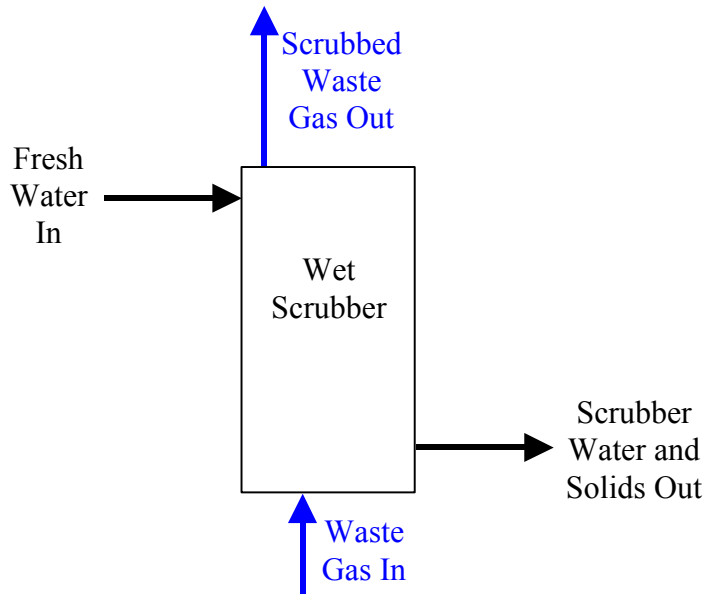 Scrubbed
Waste
Gas Out
Fresh
Water
In
Wet
Scrubber
Scrubber
Water and
Solids Out
Waste
Gas In